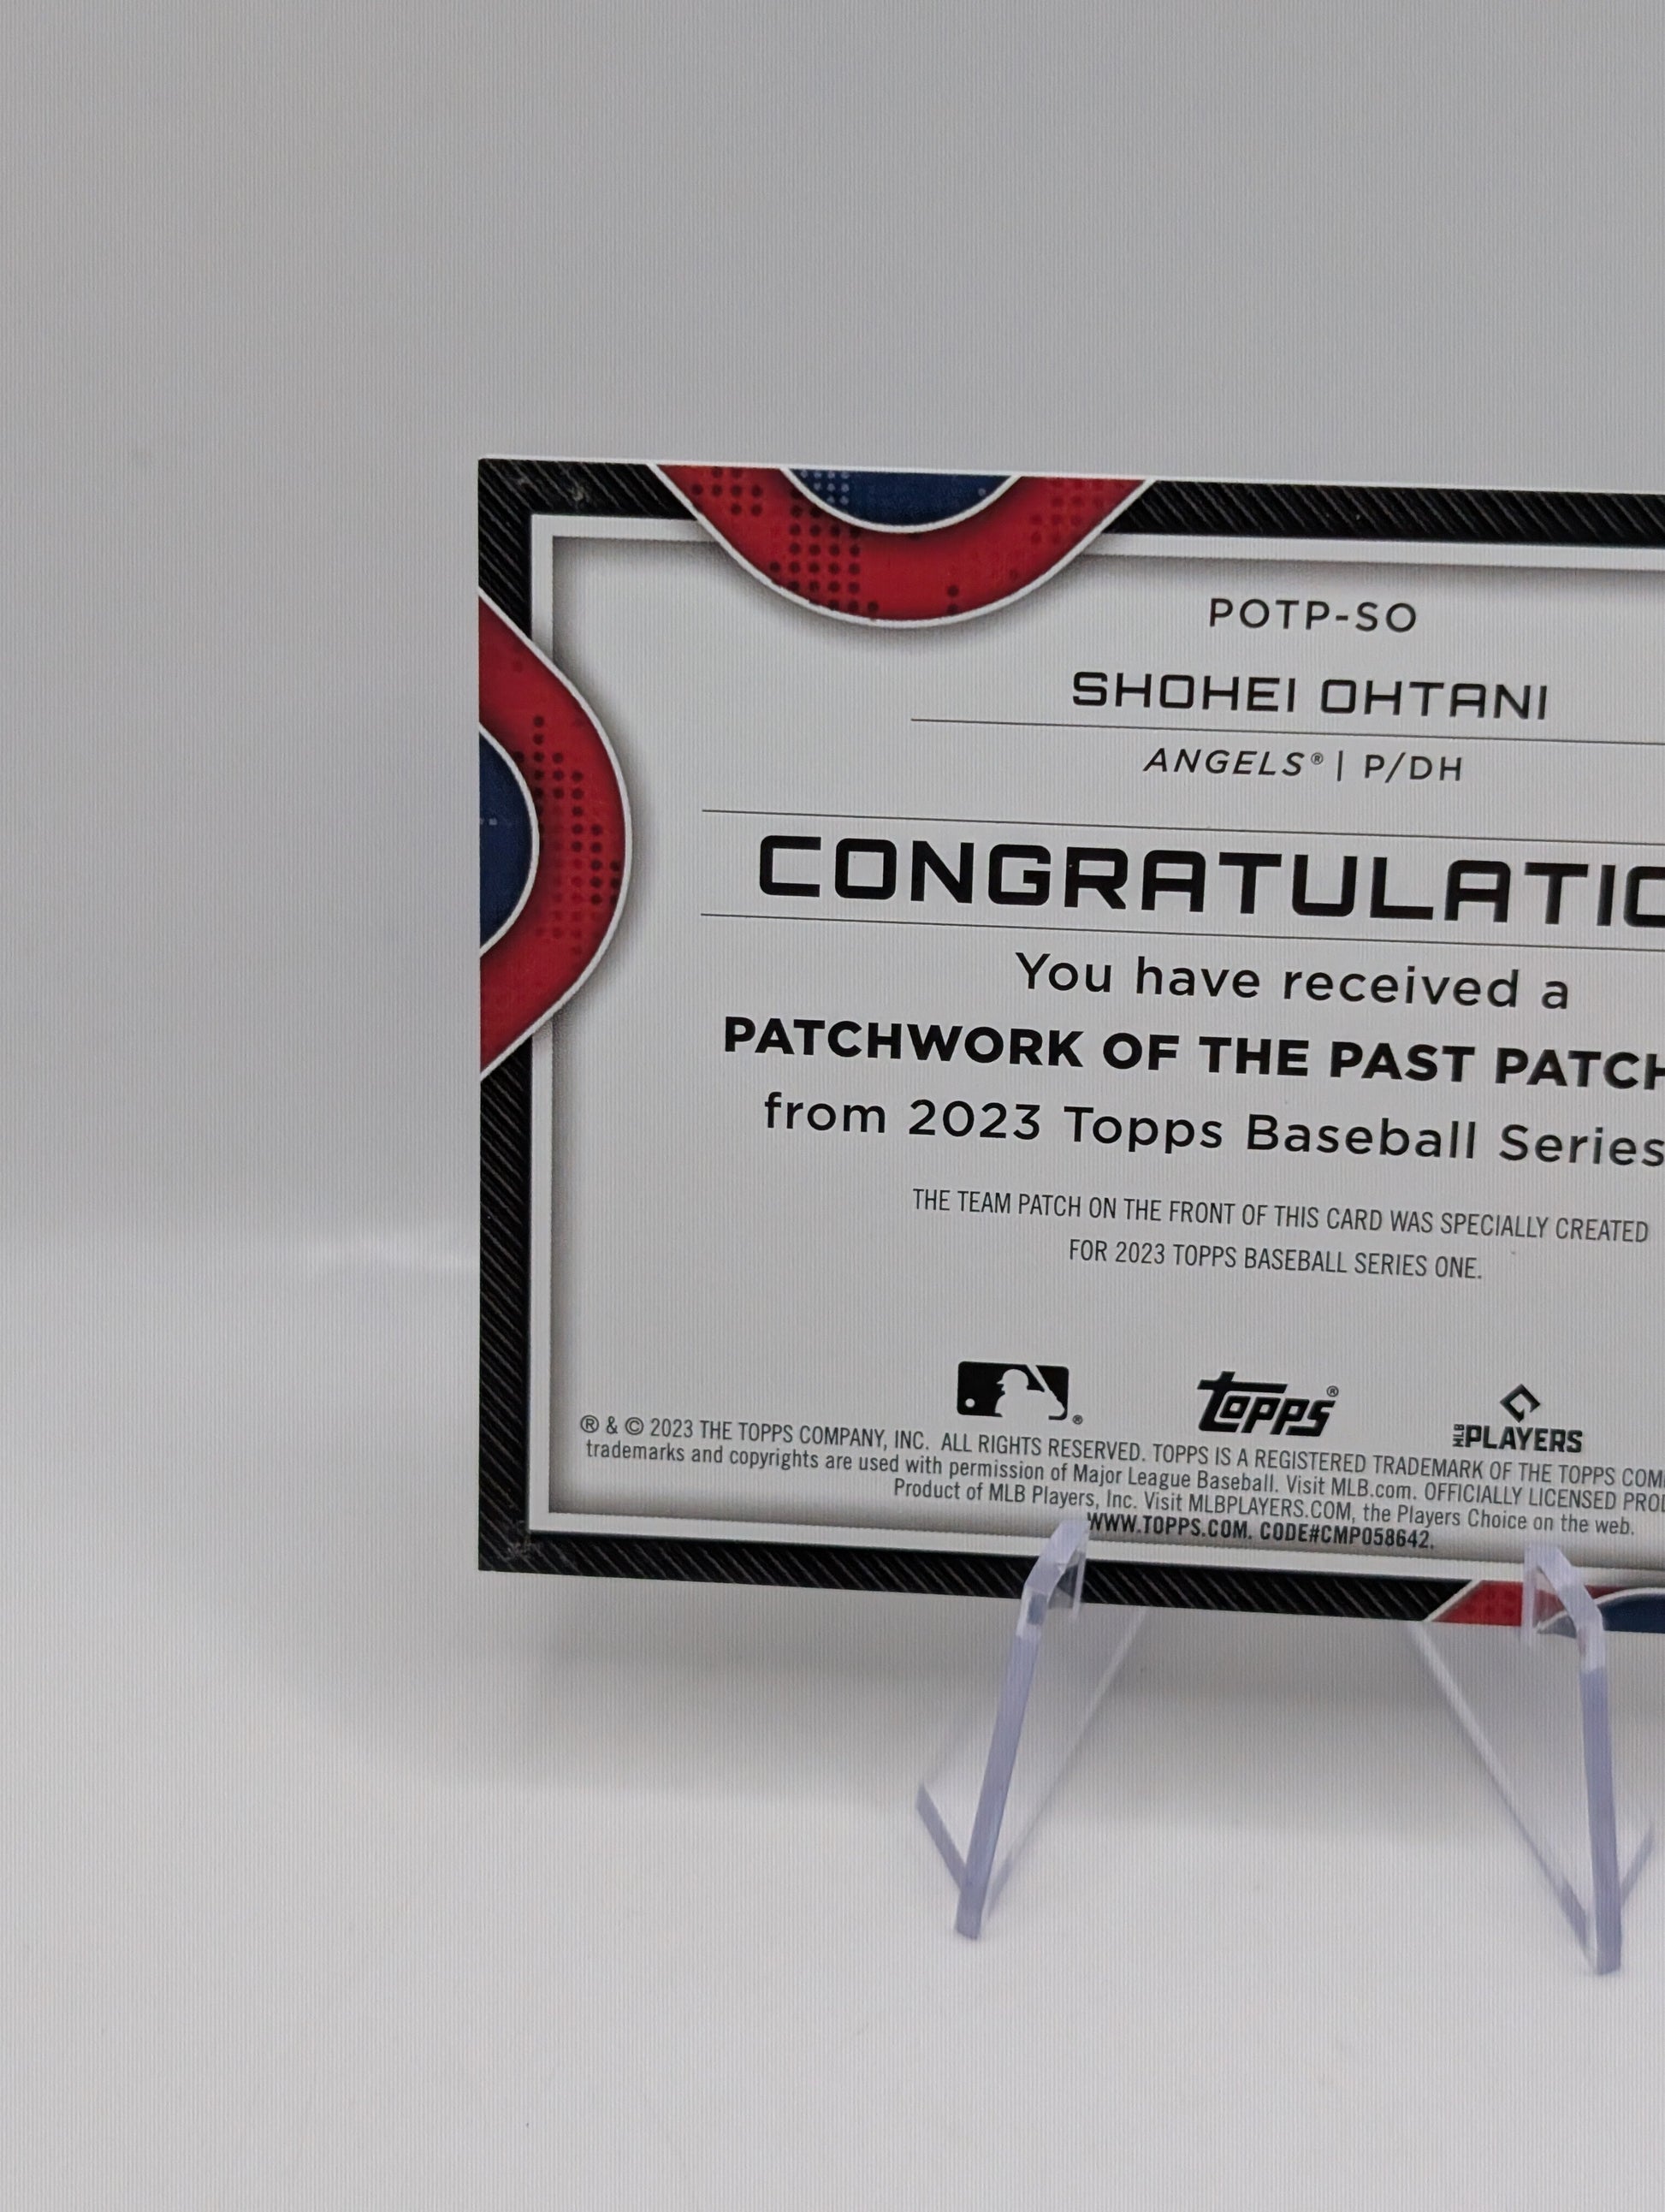 POTP-SO
SHOHEI OHTANI
ANGELS® | P/DH
CONGRATULATIO
You have received a
PATCHWORK OF THE PAST PATCH
from 2023 Topps Baseball Series
THE TEAM PATCH ON THE FRONT OF THIS CARD WAS SPECIALLY CREATED
FOR 2023 TOPPS BASEBALL SERIES ONE.
topps®
MLB PLAYERS
® & © 2023 THE TOPPS COMPANY, INC. ALL RIGHTS RESERVED. TOPPS IS A REGISTERED TRADEMARK OF THE TOPPS COM
trademarks and copyrights are used with permission of Major League Baseball. Visit MLB.com. OFFICIALLY LICENSED PROD
Product of MLB Players, Inc. Visit MLBPLAYERS.COM, the Players Choice on the web.
WWW.TOPPS.COM. CODE#CMP058642.